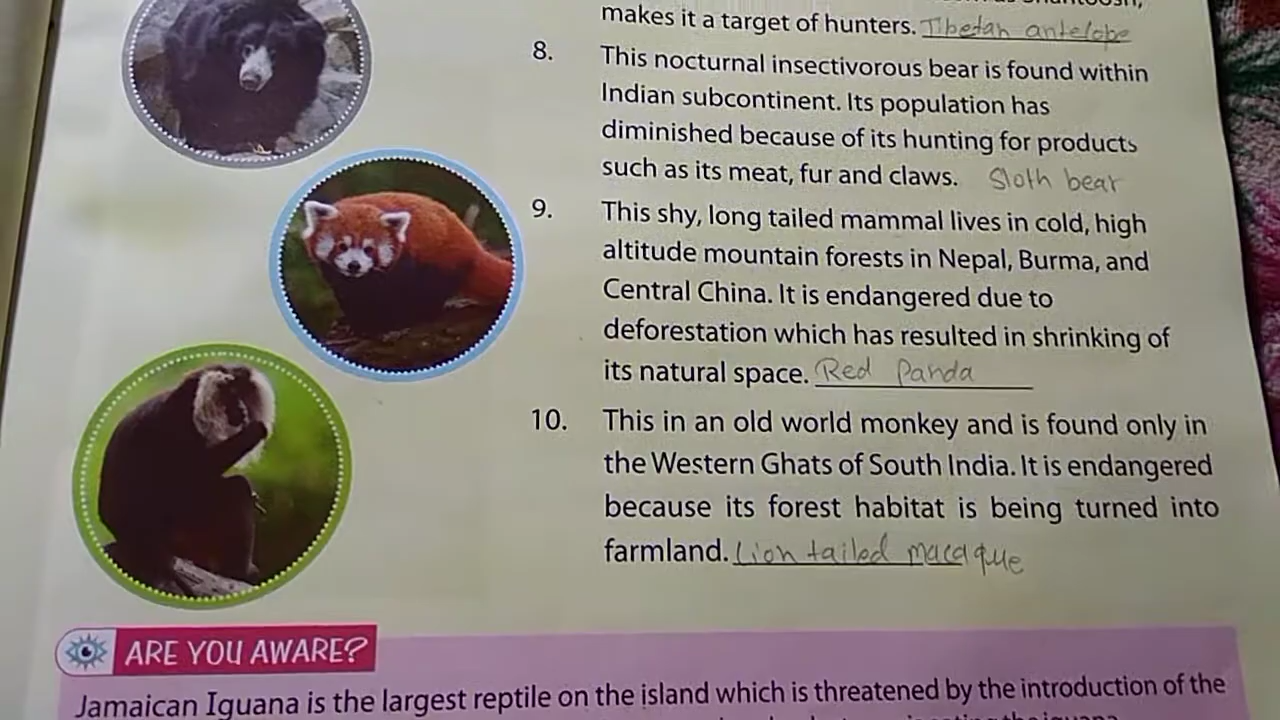 makes it a target of hunters. Tibetan antelope
8. This nocturnal insectivorous bear is found within
Indian subcontinent. Its population has
diminished because of its hunting for products
such as its meat, fur and claws. Sloth bear
9. This shy, long tailed mammal lives in cold, high
altitude mountain forests in Nepal, Burma, and
Central China. It is endangered due to
deforestation which has resulted in shrinking of
its natural space. Red Panda
10. This in an old world monkey and is found only in
the Western Ghats of South India. It is endangered
because its forest habitat is being turned into
farmland. Lion tailed macaque
ARE YOU AWARE?
Jamaican Iguana is the largest reptile on the island which is threatened by the introduction of the